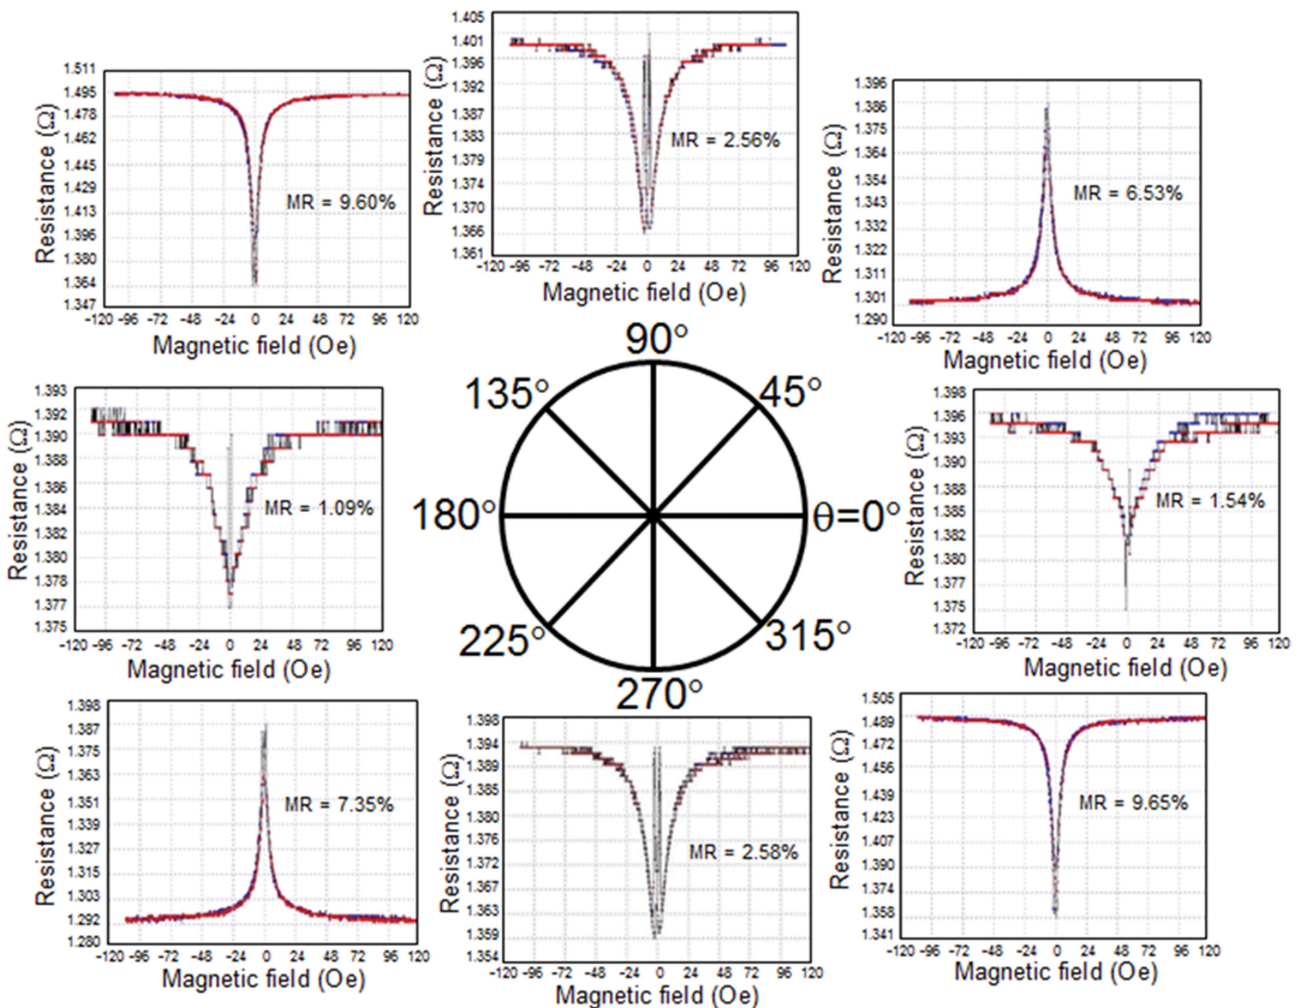 1.511
1.495
1.478
1.462
1.445
1.429
1.413
1.396
1.380
1.364
1.347
Resistance (Ω)
MR = 9.60%
-120 -96 -72 -48 -24 0 24 48 72 96 120
Magnetic field (Oe)
1.405
1.401
1.396
1.392
1.387
1.383
1.379
1.374
1.370
1.366
1.361
Resistance (Ω)
MR = 2.56%
-120 -96 -72 -48 -24 0 24 48 72 96 120
Magnetic field (Oe)
1.396
1.386
1.375
1.364
1.354
1.343
1.332
1.322
1.311
1.301
1.290
Resistance (Ω)
MR = 6.53%
-120 -96 -72 -48 -24 0 24 48 72 96 120
Magnetic field (Oe)
1.393
1.392
1.390
1.388
1.386
1.384
1.382
1.380
1.378
1.377
1.375
Resistance (Ω)
MR = 1.09%
-120 -96 -72 -48 -24 0 24 48 72 96 120
Magnetic field (Oe)
90°
135°
45°
180°
θ=0°
225°
315°
270°
1.398
1.396
1.393
1.390
1.388
1.385
1.382
1.380
1.377
1.375
1.372
Resistance (Ω)
MR = 1.54%
-120 -96 -72 -48 -24 0 24 48 72 96 120
Magnetic field (Oe)
1.398
1.387
1.375
1.363
1.351
1.339
1.327
1.315
1.303
1.292
1.280
Resistance (Ω)
MR = 7.35%
-120 -96 -72 -48 -24 0 24 48 72 96 120
Magnetic field (Oe)
1.398
1.394
1.389
1.385
1.380
1.376
1.372
1.367
1.363
1.359
1.354
Resistance (Ω)
MR = 2.58%
-120 -96 -72 -48 -24 0 24 48 72 96 120
Magnetic field (Oe)
1.505
1.489
1.472
1.456
1.439
1.423
1.407
1.390
1.374
1.358
1.341
Resistance (Ω)
MR = 9.65%
-120 -96 -72 -48 -24 0 24 48 72 96 120
Magnetic field (Oe)